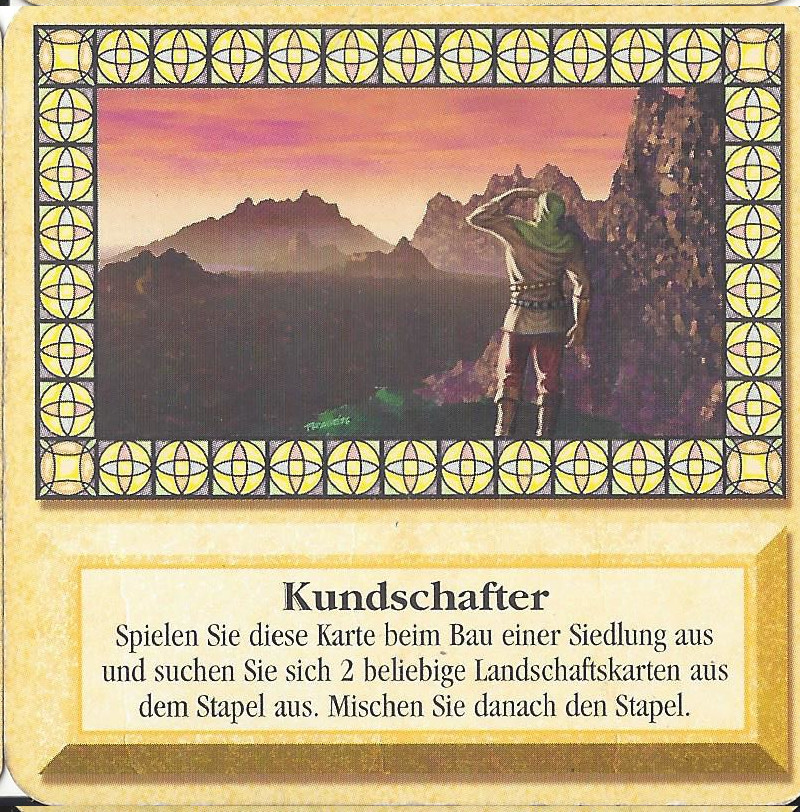 Kundschafter
Spielen Sie diese Karte beim Bau einer Siedlung aus
und suchen Sie sich 2 beliebige Landschaftskarten aus
dem Stapel aus. Mischen Sie danach den Stapel.